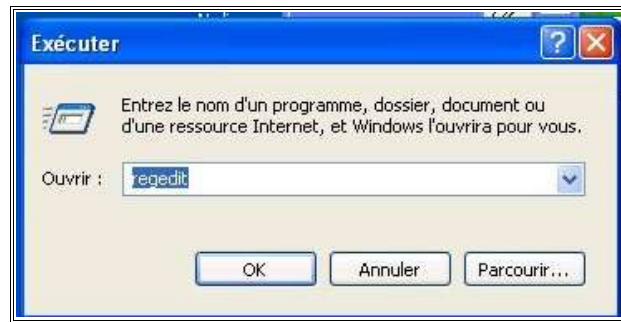 Exécuter
Entrez le nom d'un programme, dossier, document ou
d'une ressource Internet, et Windows l'ouvrira pour vous.
Ouvrir :
regedit
OK
Annuler
Parcourir...